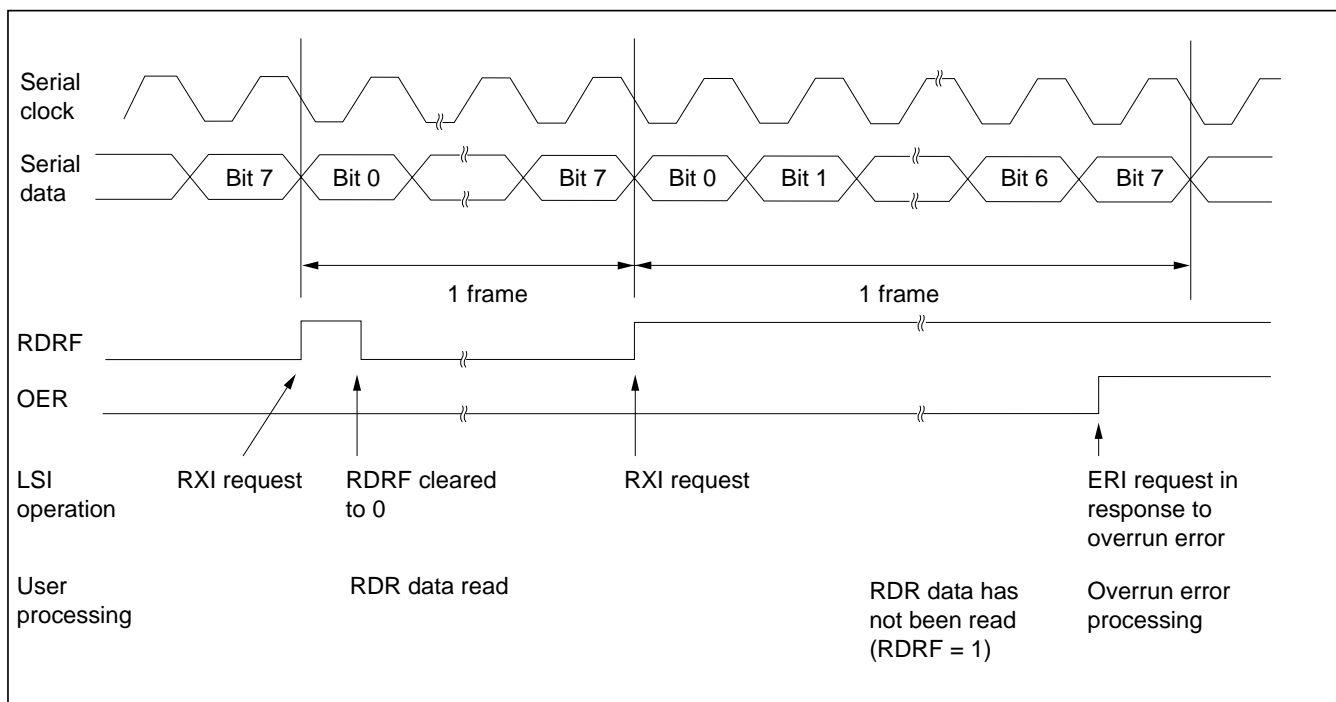 Serial
clock
Serial
data
Bit 7
Bit 0
Bit 7
Bit 0
Bit 1
Bit 6
Bit 7
1 frame
1 frame
RDRF
OER
LSI
operation
RXI request
RDRF cleared
to 0
RXI request
ERI request in
response to
overrun error
User
processing
RDR data read
RDR data has
not been read
(RDRF = 1)
Overrun error
processing